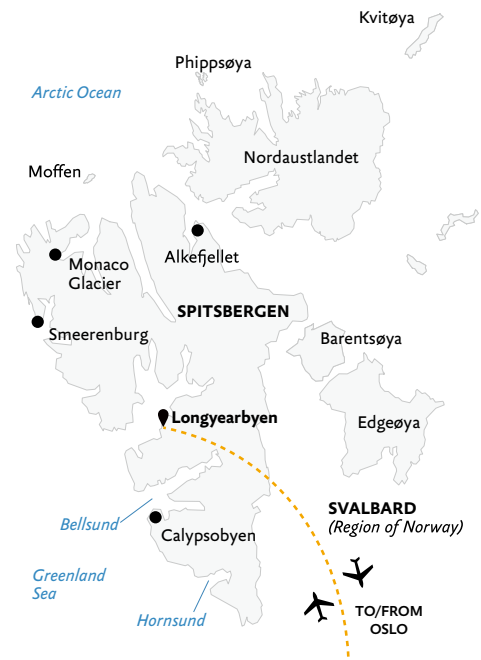 Kvitøya
Phippsøya
Arctic Ocean
Nordaustlandet
Moffen
Alkefjellet
Monaco
Glacier
SPITSBERGEN
Smeerenburg
Barentsøya
Longyearbyen
Edgeøya
SVALBARD
(Region of Norway)
Bellsund
Calypsobyen
Greenland
Sea
Hornsund
TO/FROM
OSLO